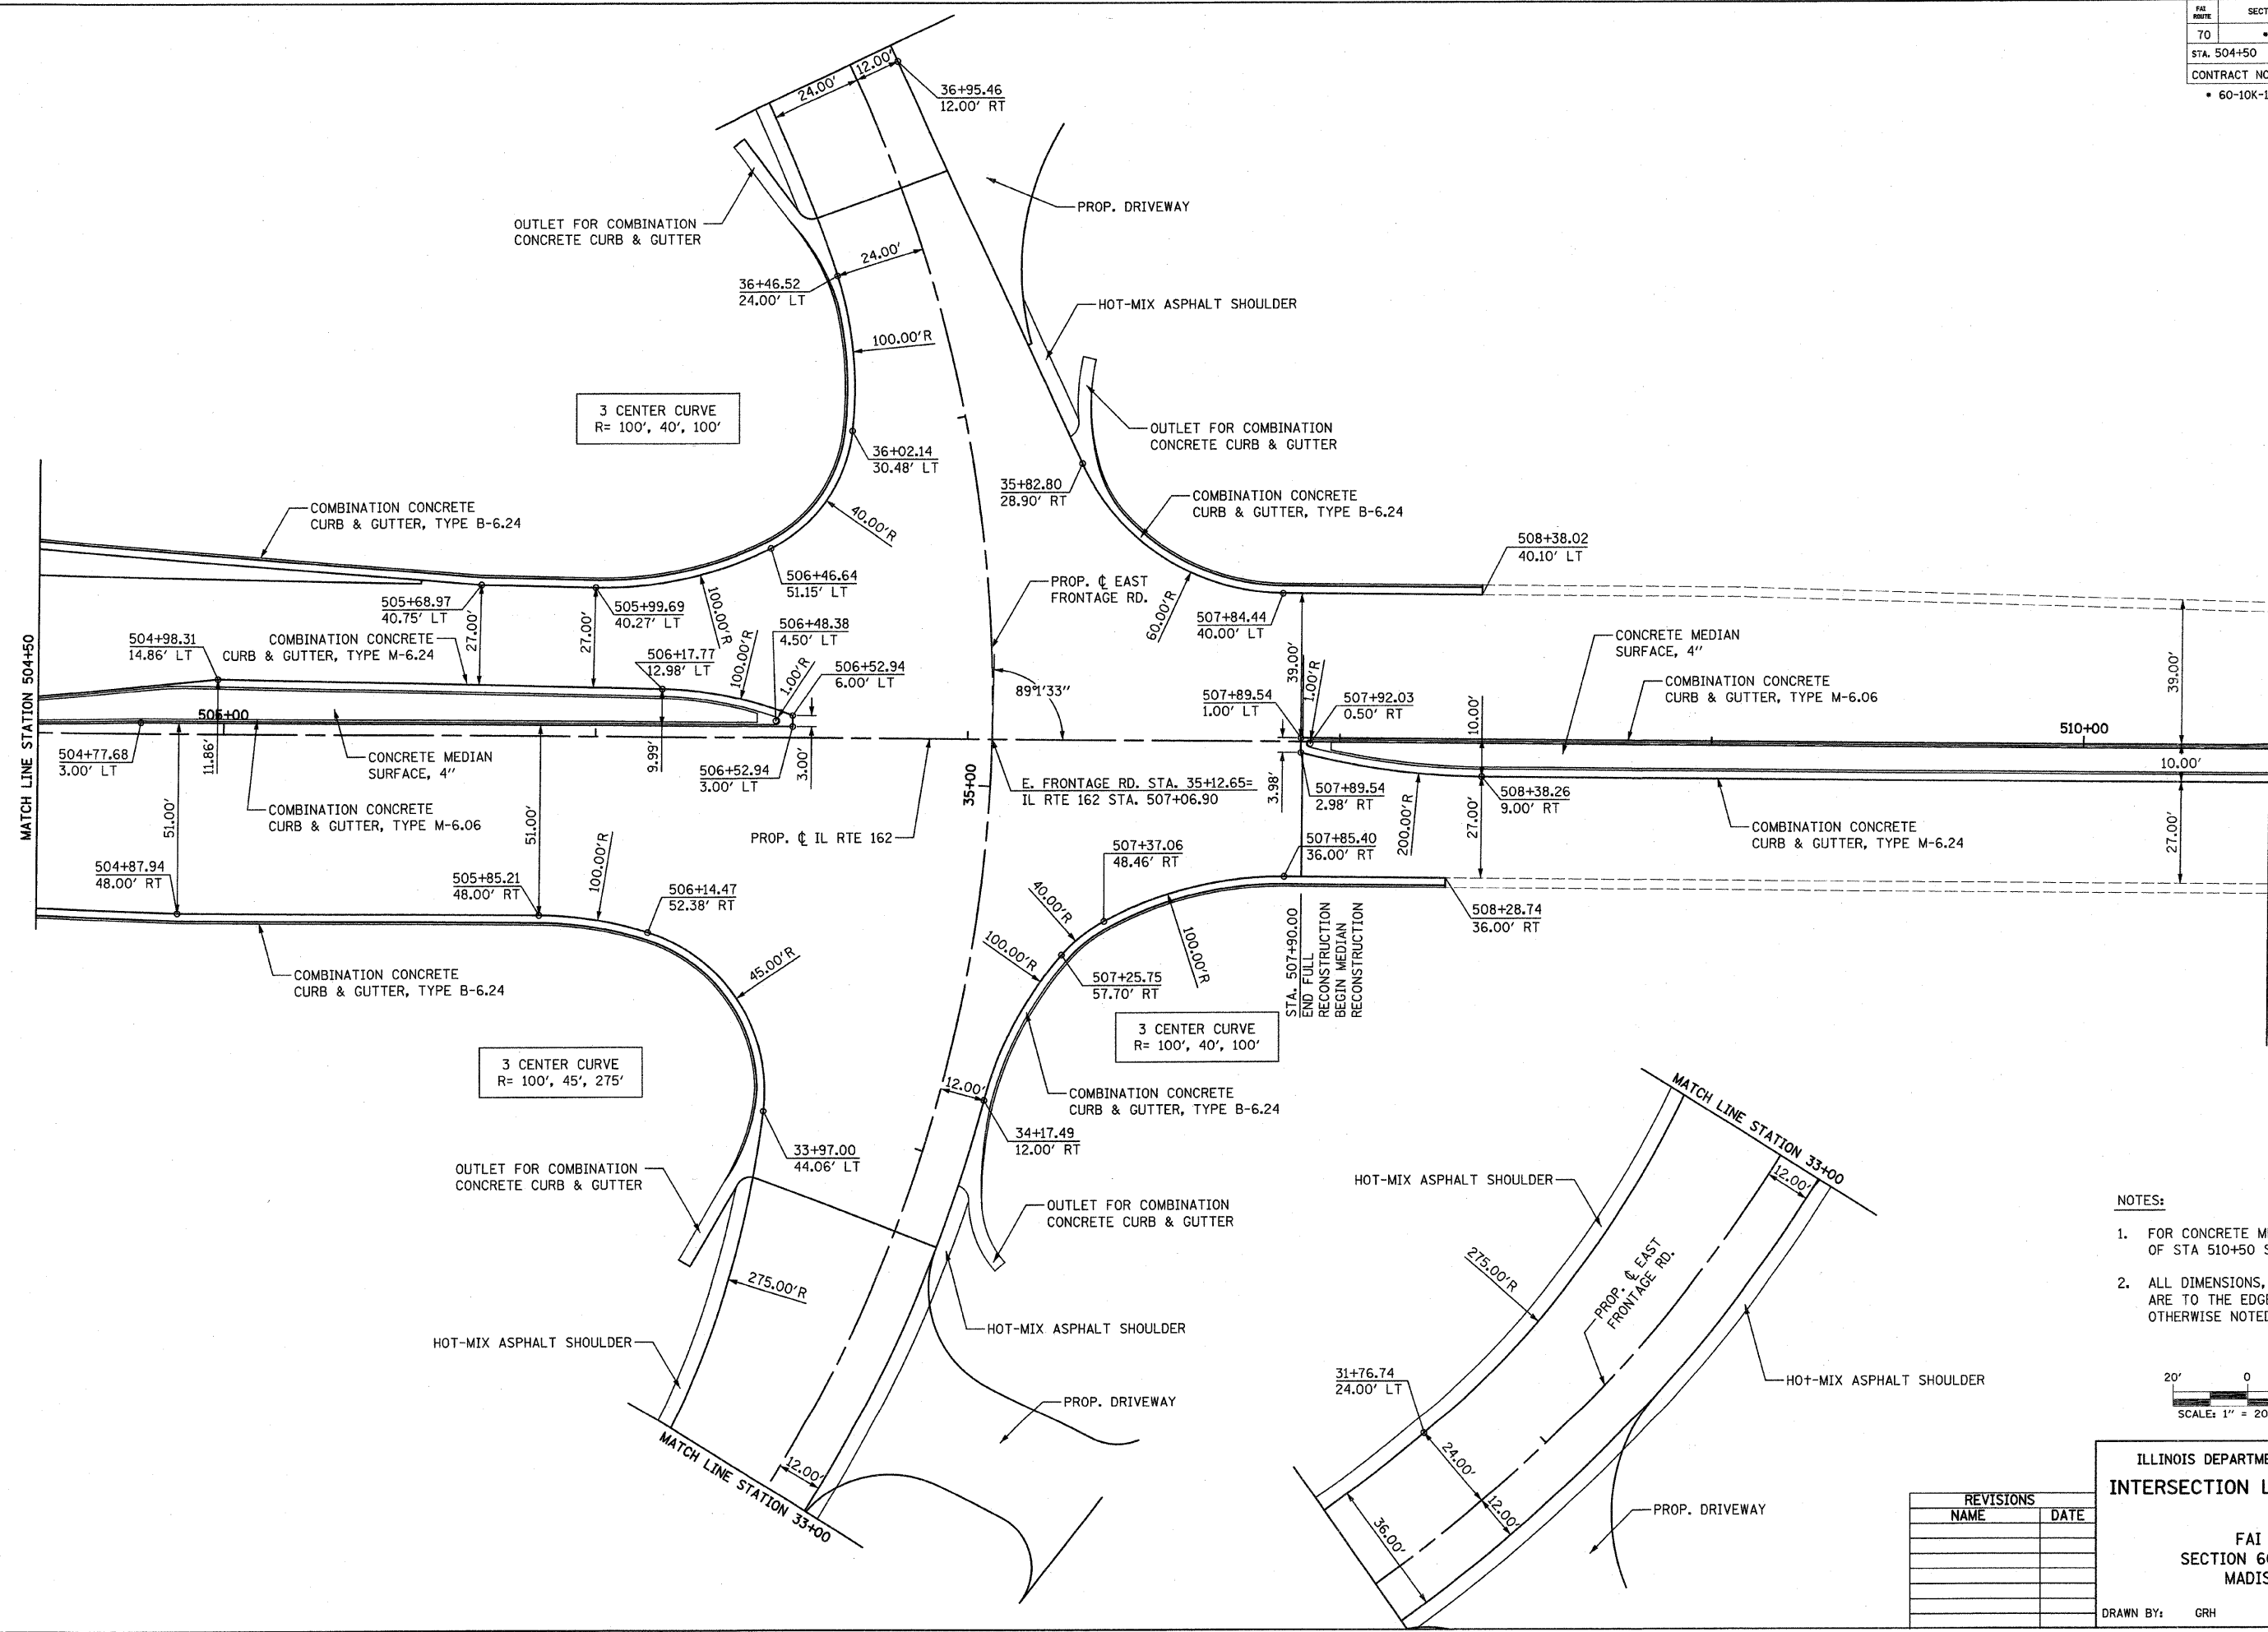 FAI ROUTE
SECT
70
•
STA. 504+50
CONTRACT NO
• 60-10K-1
24.00'
12.00'
36+95.46
12.00' RT
PROP. DRIVEWAY
OUTLET FOR COMBINATION
CONCRETE CURB & GUTTER
24.00'
36+46.52
24.00' LT
HOT-MIX ASPHALT SHOULDER
100.00'R
3 CENTER CURVE
R= 100', 40', 100'
OUTLET FOR COMBINATION
CONCRETE CURB & GUTTER
36+02.14
30.48' LT
35+82.80
28.90' RT
COMBINATION CONCRETE
CURB & GUTTER, TYPE B-6.24
COMBINATION CONCRETE
CURB & GUTTER, TYPE B-6.24
40.00'R
508+38.02
40.10' LT
506+46.64
51.15' LT
PROP. ℄ EAST
FRONTAGE RD.
505+68.97
40.75' LT
505+99.69
40.27' LT
100.00'R
60.00'R
507+84.44
40.00' LT
27.00'
27.00'
504+98.31
14.86' LT
COMBINATION CONCRETE
CURB & GUTTER, TYPE M-6.24
506+48.38
4.50' LT
506+17.77
12.98' LT
100.00'R
1.00'R
506+52.94
6.00' LT
CONCRETE MEDIAN
SURFACE, 4"
39.00'
39.00'
89°1'33"
1.00'R
507+89.54
1.00' LT
507+92.03
0.50' RT
COMBINATION CONCRETE
CURB & GUTTER, TYPE M-6.06
MATCH LINE STATION 504+50
505+00
10.00'
510+00
504+77.68
3.00' LT
11.86'
CONCRETE MEDIAN
SURFACE, 4"
9.99'
506+52.94
3.00' LT
3.00'
10.00'
35+00
E. FRONTAGE RD. STA. 35+12.65=
IL RTE 162 STA. 507+06.90
3.98'
507+89.54
2.98' RT
508+38.26
9.00' RT
COMBINATION CONCRETE
CURB & GUTTER, TYPE M-6.06
51.00'
51.00'
PROP. ℄ IL RTE 162
200.00'R
27.00'
27.00'
COMBINATION CONCRETE
CURB & GUTTER, TYPE M-6.24
507+37.06
48.46' RT
507+85.40
36.00' RT
504+87.94
48.00' RT
505+85.21
48.00' RT
100.00'R
506+14.47
52.38' RT
40.00'R
508+28.74
36.00' RT
100.00'R
100.00'R
STA. 507+90.00
END FULL
RECONSTRUCTION
BEGIN MEDIAN
RECONSTRUCTION
COMBINATION CONCRETE
CURB & GUTTER, TYPE B-6.24
45.00'R
507+25.75
57.70' RT
3 CENTER CURVE
R= 100', 40', 100'
3 CENTER CURVE
R= 100', 45', 275'
12.00'
COMBINATION CONCRETE
CURB & GUTTER, TYPE B-6.24
MATCH LINE STATION 33+00
34+17.49
12.00' RT
33+97.00
44.06' LT
OUTLET FOR COMBINATION
CONCRETE CURB & GUTTER
HOT-MIX ASPHALT SHOULDER
12.00'
OUTLET FOR COMBINATION
CONCRETE CURB & GUTTER
NOTES:
1. FOR CONCRETE M
OF STA 510+50 S
2. ALL DIMENSIONS,
ARE TO THE EDG
OTHERWISE NOTED
275.00'R
275.00'R
PROP. ℄ EAST
FRONTAGE RD.
HOT-MIX ASPHALT SHOULDER
HOT-MIX ASPHALT SHOULDER
31+76.74
24.00' LT
HOT-MIX ASPHALT SHOULDER
20'
0
SCALE: 1" = 20
PROP. DRIVEWAY
MATCH LINE STATION 33+00
12.00'
24.00'
12.00'
36.00'
PROP. DRIVEWAY
REVISIONS
NAME
DATE
ILLINOIS DEPARTME
INTERSECTION L
FAI
SECTION 60
MADIS
DRAWN BY: GRH